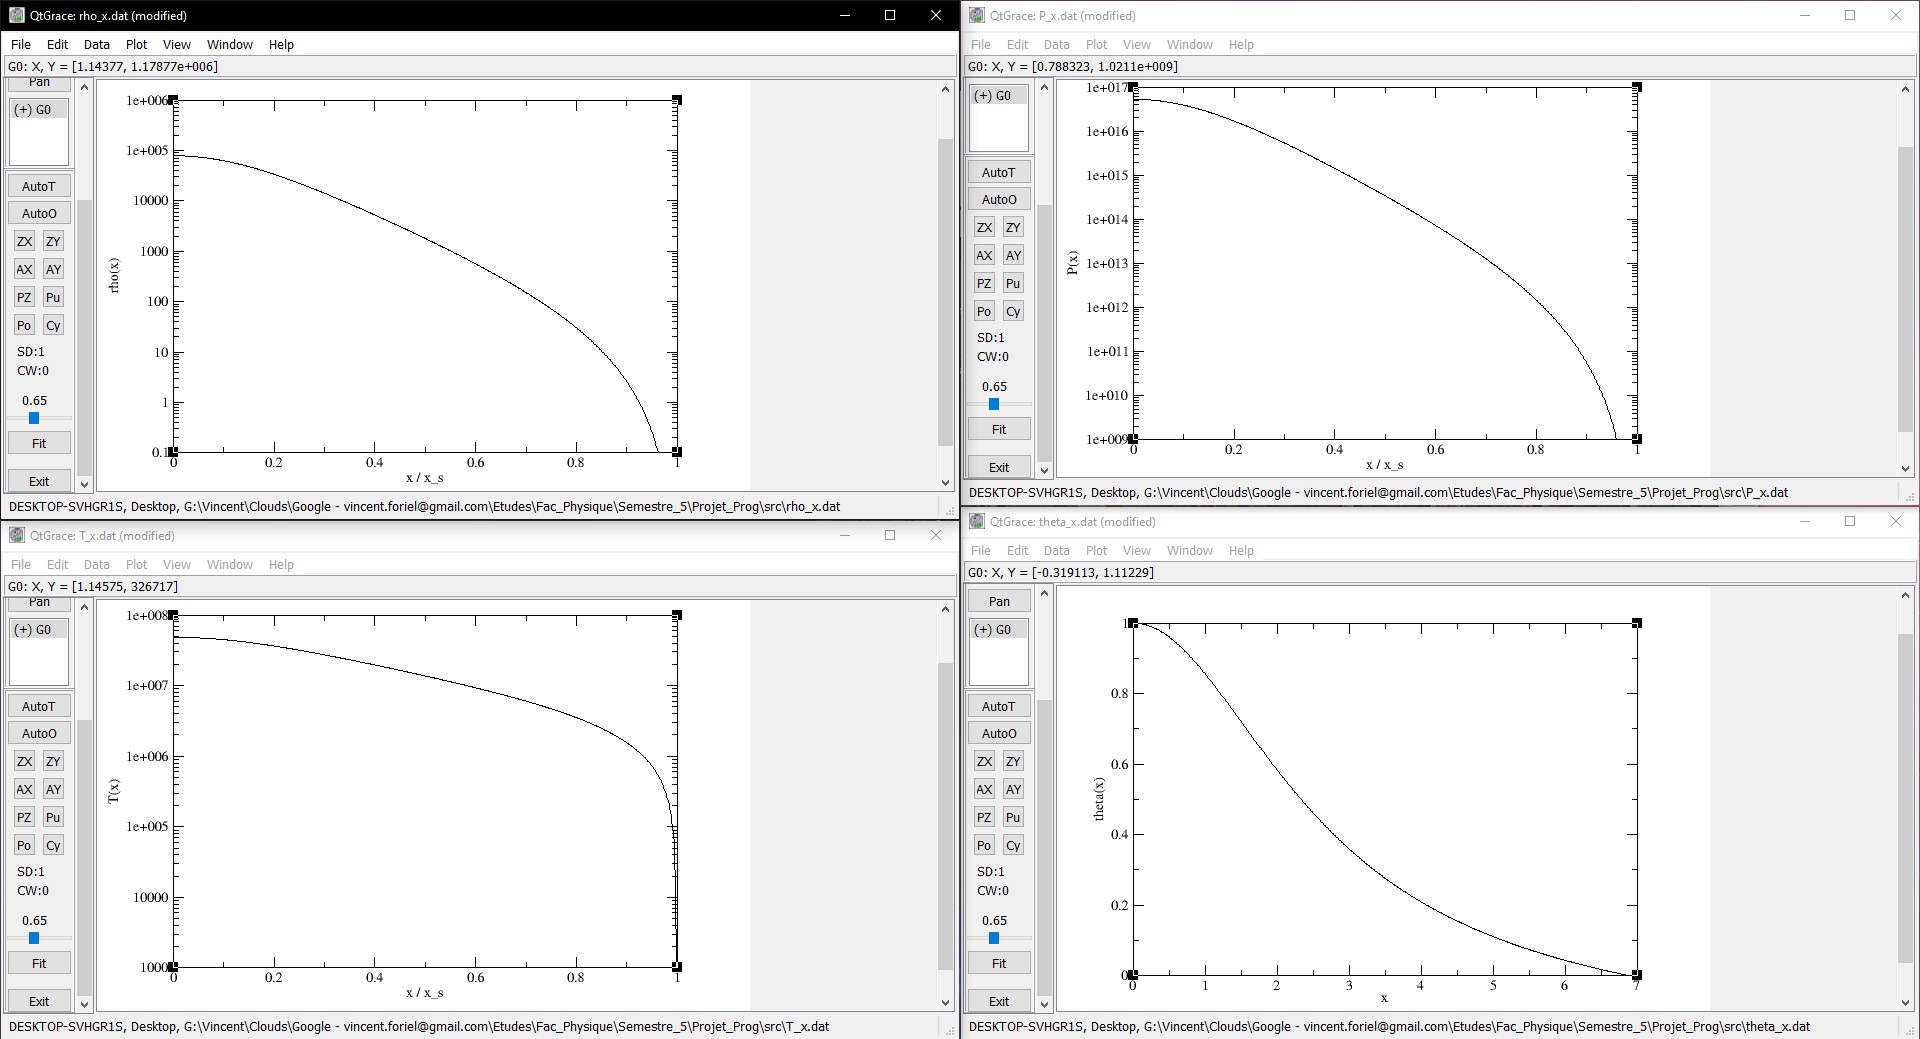 QtGrace: rho_x.dat (modified)
File Edit Data Plot View Window Help
G0: X, Y = [1.14377, 1.17877e+006]
Pan
(+) G0
AutoT
AutoO
ZX ZY
AX AY
PZ Pu
Po Cy
SD:1
CW:0
0.65
Fit
Exit
1e+006
1e+005
10000
1000
100
10
1
0.1
rho(x)
0 0.2 0.4 0.6 0.8 1
x / x_s
DESKTOP-SVHGR1S, Desktop, G:\Vincent\Clouds\Google - vincent.foriel@gmail.com\Etudes\Fac_Physique\Semestre_5\Projet_Prog\src\rho_x.dat
QtGrace: P_x.dat (modified)
File Edit Data Plot View Window Help
G0: X, Y = [0.788323, 1.0211e+009]
(+) G0
AutoT
AutoO
ZX ZY
AX AY
PZ Pu
Po Cy
SD:1
CW:0
0.65
Fit
Exit
1e+017
1e+016
1e+015
1e+014
1e+013
1e+012
1e+011
1e+010
1e+009
P(x)
0 0.2 0.4 0.6 0.8 1
x / x_s
DESKTOP-SVHGR1S, Desktop, G:\Vincent\Clouds\Google - vincent.foriel@gmail.com\Etudes\Fac_Physique\Semestre_5\Projet_Prog\src\P_x.dat
QtGrace: T_x.dat (modified)
File Edit Data Plot View Window Help
G0: X, Y = [1.14575, 326717]
Pan
(+) G0
AutoT
AutoO
ZX ZY
AX AY
PZ Pu
Po Cy
SD:1
CW:0
0.65
Fit
Exit
1e+008
1e+007
1e+006
1e+005
10000
1000
T(x)
0 0.2 0.4 0.6 0.8 1
x / x_s
DESKTOP-SVHGR1S, Desktop, G:\Vincent\Clouds\Google - vincent.foriel@gmail.com\Etudes\Fac_Physique\Semestre_5\Projet_Prog\src\T_x.dat
QtGrace: theta_x.dat (modified)
File Edit Data Plot View Window Help
G0: X, Y = [-0.319113, 1.11229]
Pan
(+) G0
AutoT
AutoO
ZX ZY
AX AY
PZ Pu
Po Cy
SD:1
CW:0
0.65
Fit
Exit
1
0.8
0.6
0.4
0.2
0
theta(x)
0 1 2 3 4 5 6 7
x
DESKTOP-SVHGR1S, Desktop, G:\Vincent\Clouds\Google - vincent.foriel@gmail.com\Etudes\Fac_Physique\Semestre_5\Projet_Prog\src\theta_x.dat